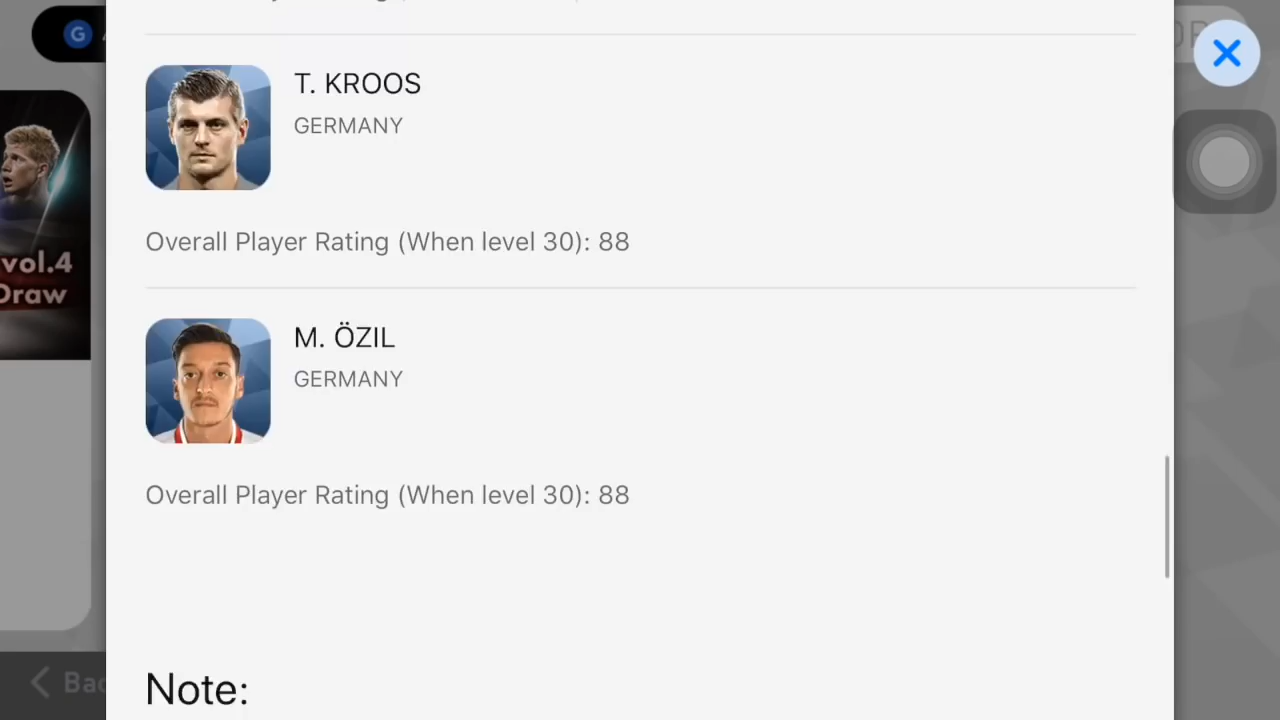 T. KROOS
GERMANY
Overall Player Rating (When level 30): 88
M. ÖZIL
GERMANY
Overall Player Rating (When level 30): 88
Note:
G
vol.4
Draw